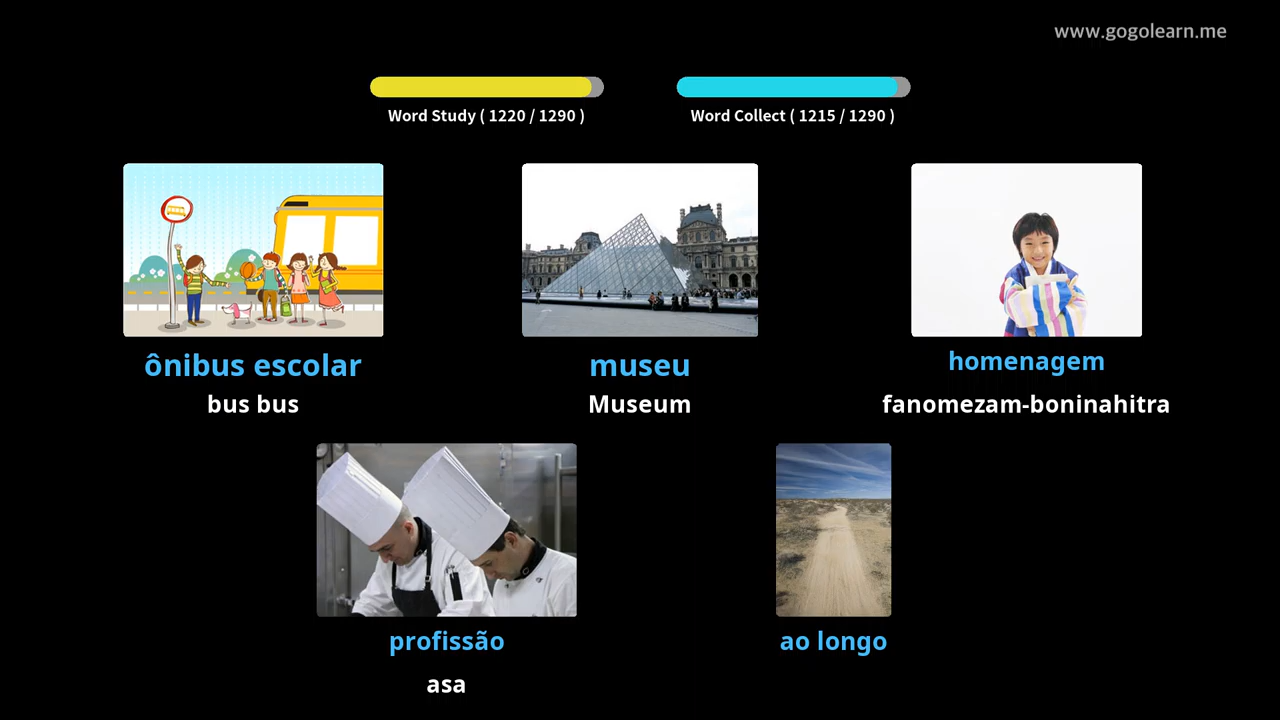 www.gogolearn.me
Word Study ( 1220 / 1290 )
Word Collect ( 1215 / 1290 )
ônibus escolar
bus bus
museu
Museum
homenagem
fanomezam-boninahitra
profissão
asa
ao longo